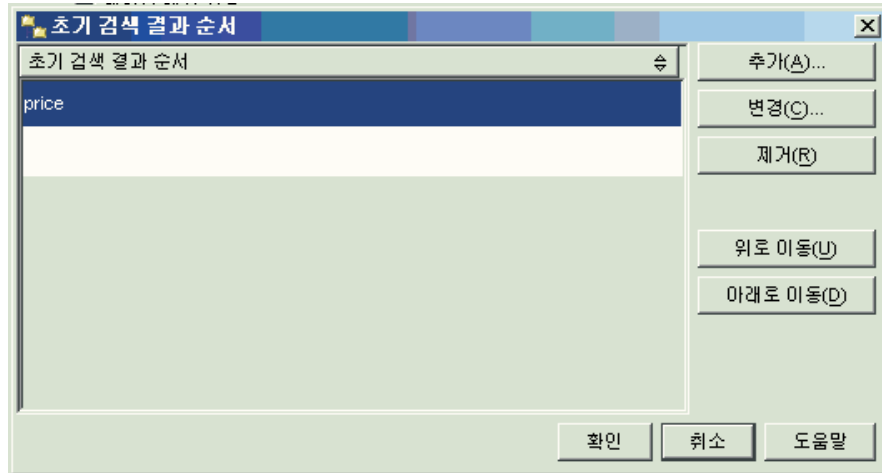 초기 검색 결과 순서
초기 검색 결과 순서
추가(A)...
price
변경(C)...
제거(R)
위로 이동(U)
아래로 이동(D)
확인
취소
도움말